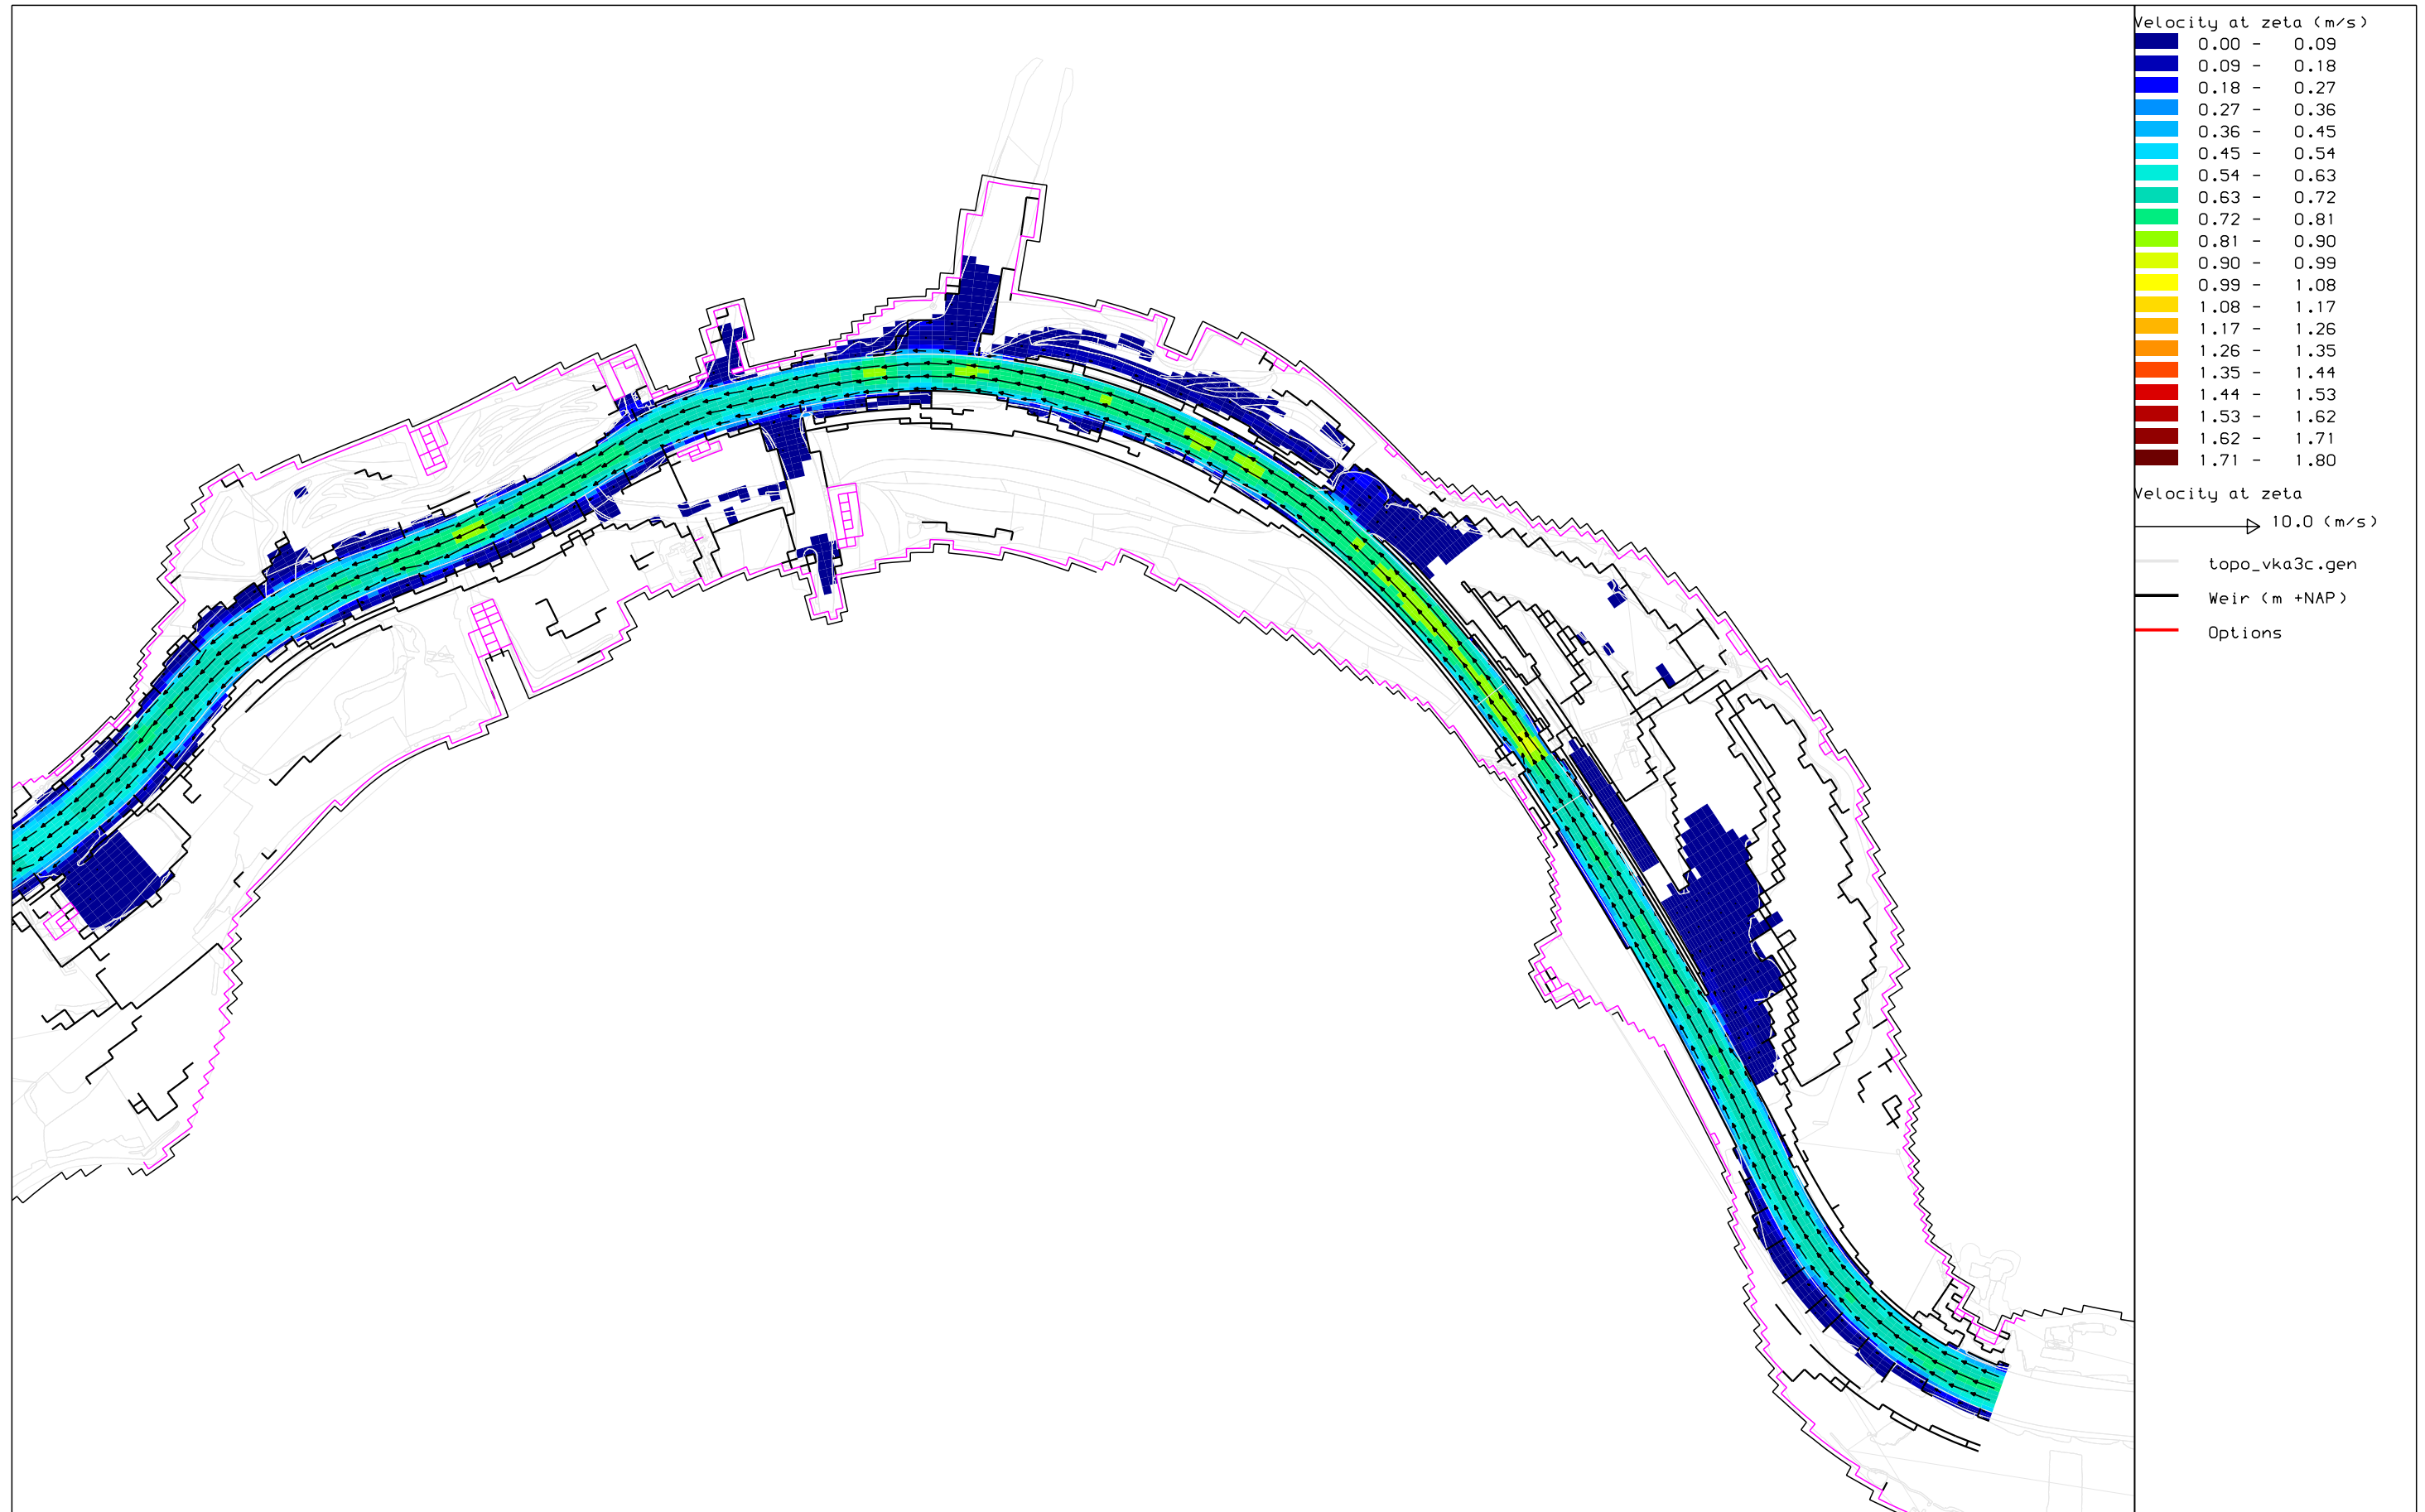 Velocity at zeta (m/s)
0.00 - 0.09
0.09 - 0.18
0.18 - 0.27
0.27 - 0.36
0.36 - 0.45
0.45 - 0.54
0.54 - 0.63
0.63 - 0.72
0.72 - 0.81
0.81 - 0.90
0.90 - 0.99
0.99 - 1.08
1.08 - 1.17
1.17 - 1.26
1.26 - 1.35
1.35 - 1.44
1.44 - 1.53
1.53 - 1.62
1.62 - 1.71
1.71 - 1.80
Velocity at zeta
10.0 (m/s)
topo_vka3c.gen
Weir (m +NAP)
Options